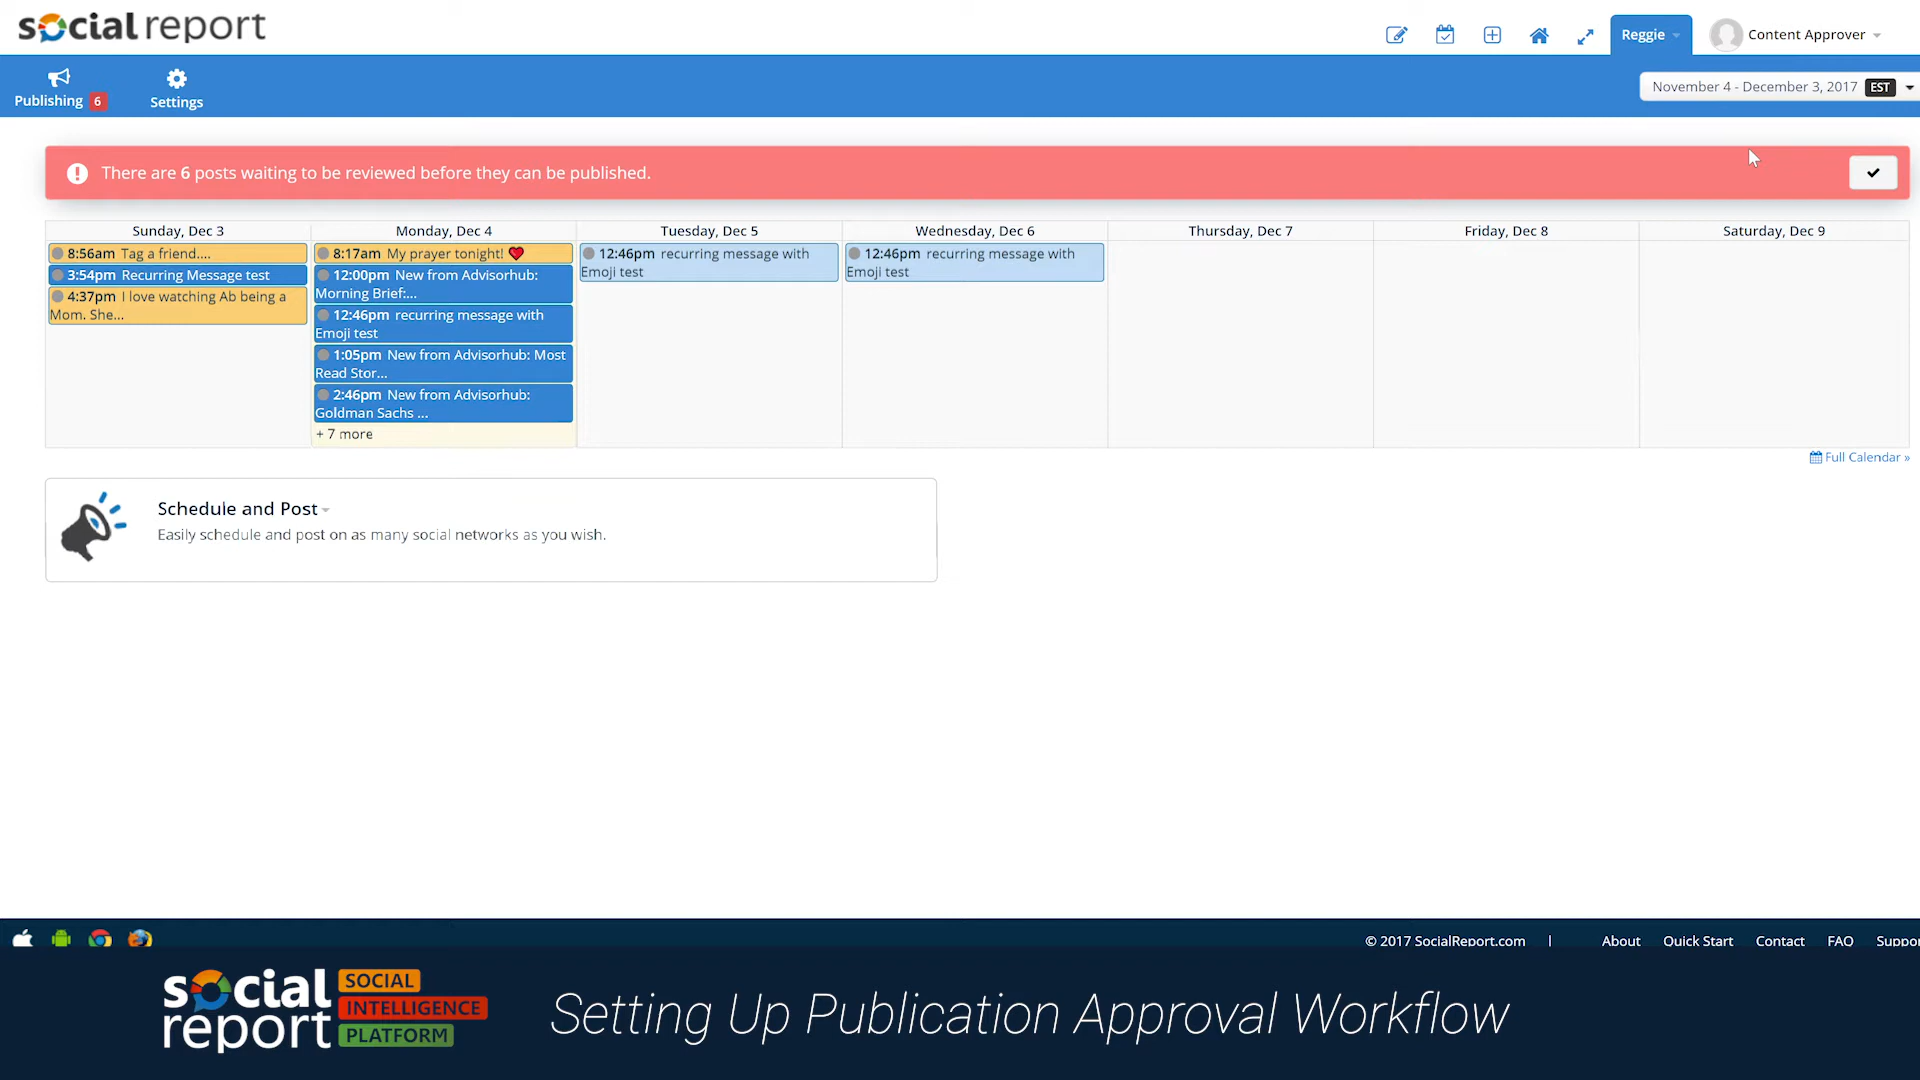 social report
Reggie
Content Approver
Publishing 6
Settings
November 4 - December 3, 2017 EST
There are 6 posts waiting to be reviewed before they can be published.
Sunday, Dec 3
Monday, Dec 4
Tuesday, Dec 5
Wednesday, Dec 6
Thursday, Dec 7
Friday, Dec 8
Saturday, Dec 9
8:56am Tag a friend....
3:54pm Recurring Message test
4:37pm I love watching Ab being a
Mom. She...
8:17am My prayer tonight! ❤
12:00pm New from Advisorhub:
Morning Brief:...
12:46pm recurring message with
Emoji test
1:05pm New from Advisorhub: Most
Read Stor...
2:46pm New from Advisorhub:
Goldman Sachs ...
+ 7 more
12:46pm recurring message with
Emoji test
12:46pm recurring message with
Emoji test
Full Calendar »
Schedule and Post
Easily schedule and post on as many social networks as you wish.
© 2017 SocialReport.com | About Quick Start Contact FAQ Suppor
social report
SOCIAL
INTELLIGENCE
PLATFORM
Setting Up Publication Approval Workflow